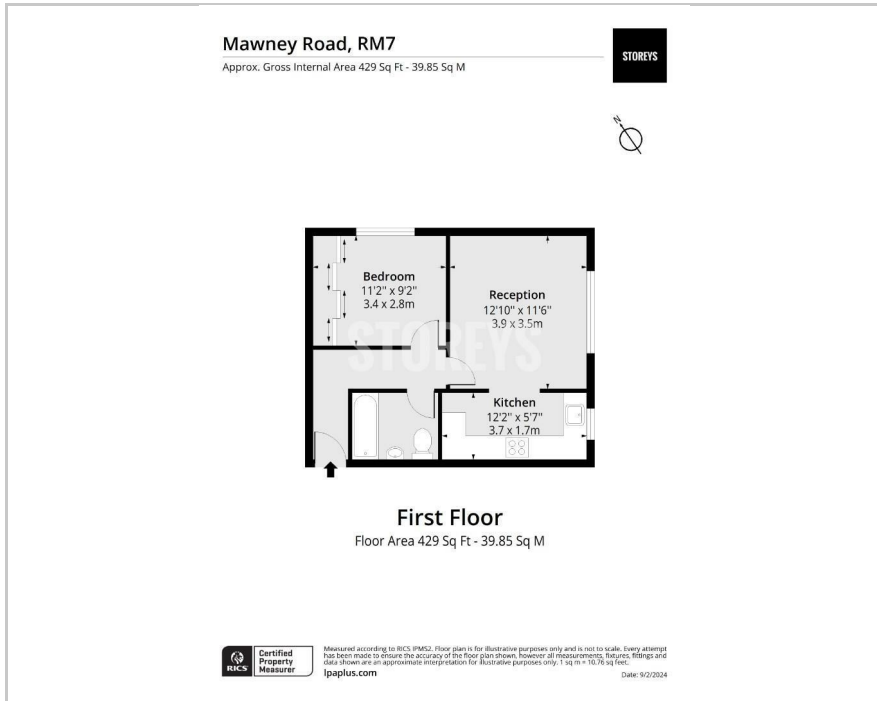 Mawney Road, RM7
Approx. Gross Internal Area 429 Sq Ft - 39.85 Sq M
STOREYS
N
Bedroom
11'2" x 9'2"
3.4 x 2.8m
Reception
12'10" x 11'6"
3.9 x 3.5m
STOREYS
Kitchen
12'2" x 5'7"
3.7 x 1.7m
First Floor
Floor Area 429 Sq Ft - 39.85 Sq M
RICS
Certified
Property
Measurer
Measured according to RICS IPMS2. Floor plan is for illustrative purposes only and is not to scale. Every attempt
has been made to ensure the accuracy of the floor plan shown, however all measurements, fixtures, fittings and
data shown are an approximate interpretation for illustrative purposes only. 1 sq m = 10.76 sq feet.
lpaplus.com
Date: 9/2/2024